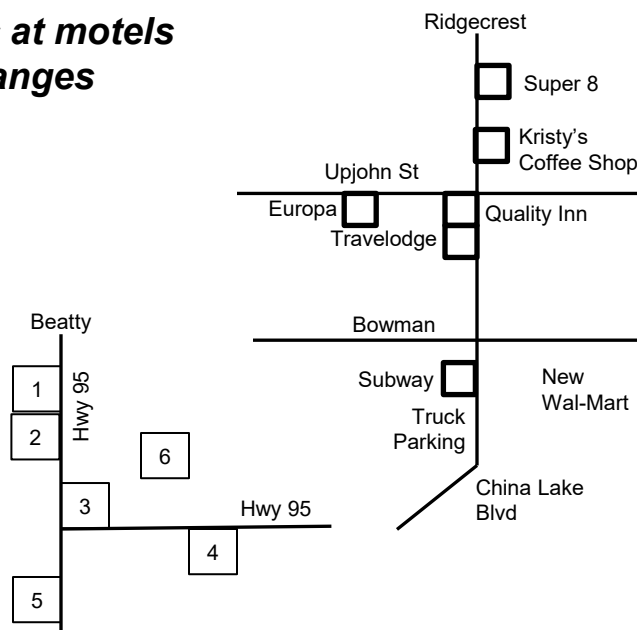 s at motels
anges
Ridgecrest
Super 8
Kristy’s
Coffee Shop
Upjohn St
Europa
Quality Inn
Travelodge
Bowman
Subway
New
Wal-Mart
Truck
Parking
China Lake
Blvd
Beatty
Hwy 95
1
2
6
3
Hwy 95
4
5